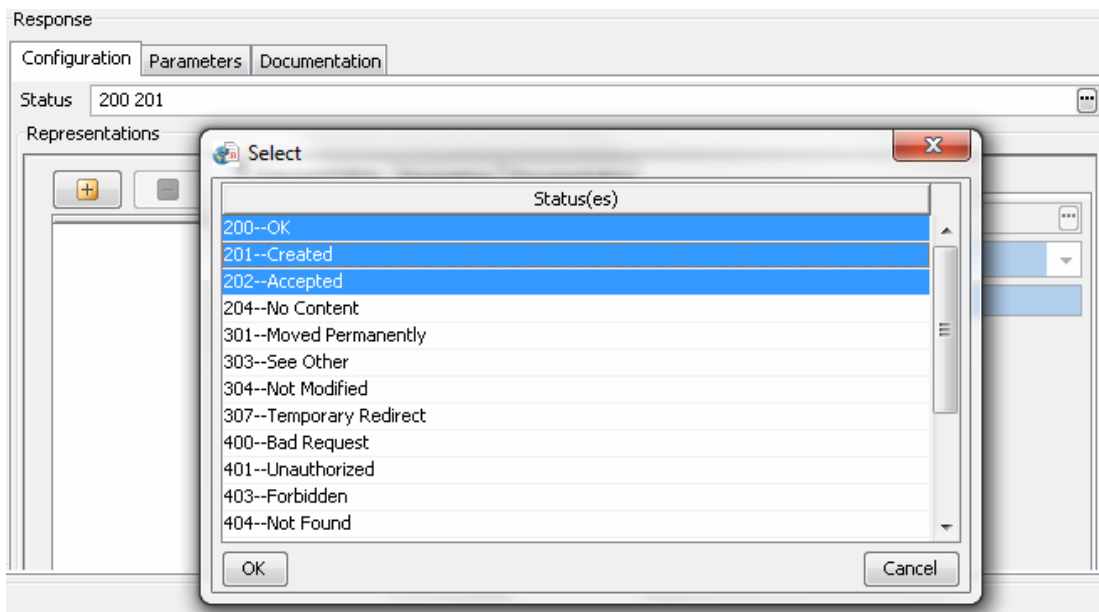 Response
Configuration Parameters Documentation
Status 200 201
Representations
Select
Status(es)
200--OK
201--Created
202--Accepted
204--No Content
301--Moved Permanently
303--See Other
304--Not Modified
307--Temporary Redirect
400--Bad Request
401--Unauthorized
403--Forbidden
404--Not Found
OK Cancel